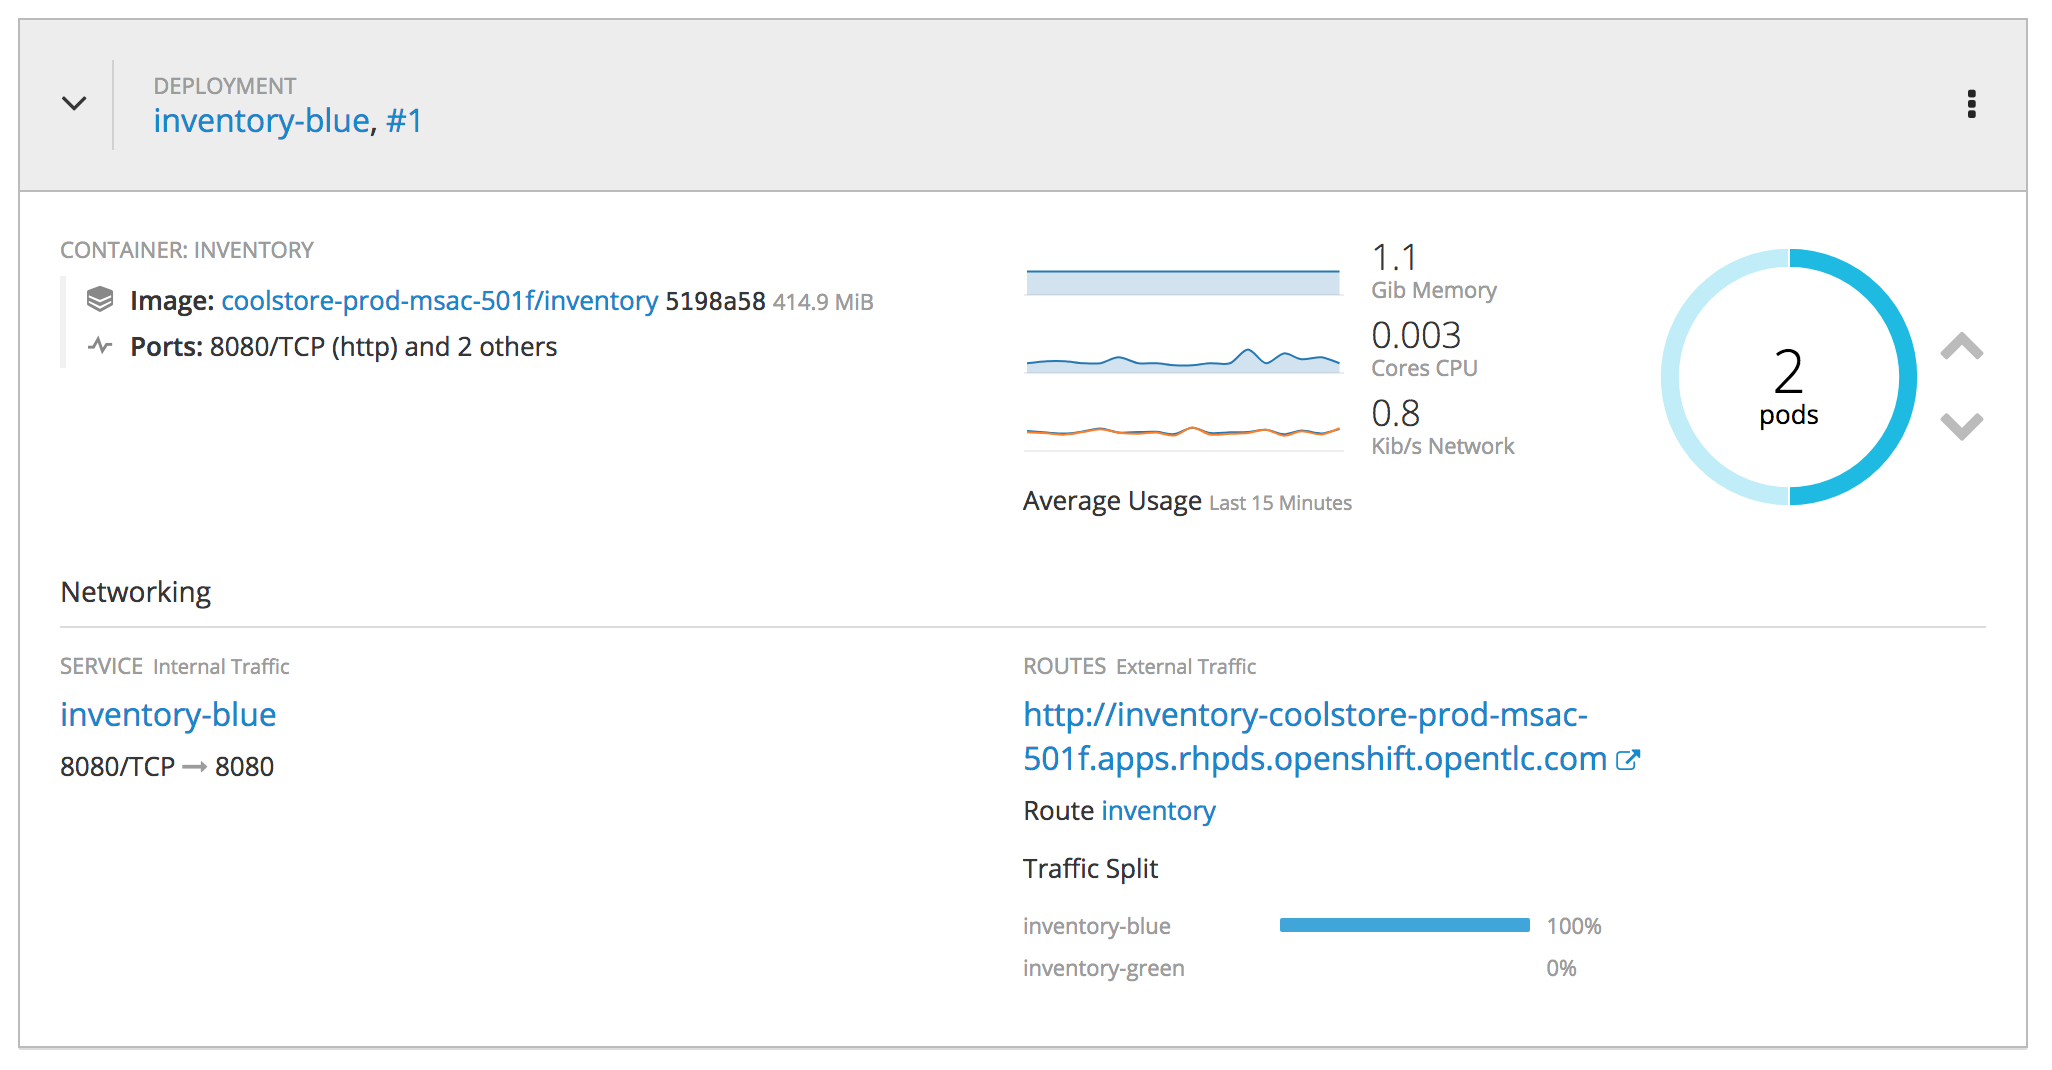 DEPLOYMENT
inventory-blue, #1
CONTAINER: INVENTORY
Image: coolstore-prod-msac-501f/inventory 5198a58 414.9 MiB
Ports: 8080/TCP (http) and 2 others
1.1
Gib Memory
0.003
Cores CPU
0.8
Kib/s Network
Average Usage Last 15 Minutes
2
pods
Networking
SERVICE Internal Traffic
inventory-blue
8080/TCP → 8080
ROUTES External Traffic
http://inventory-coolstore-prod-msac-
501f.apps.rhpds.openshift.opentlc.com
Route inventory
Traffic Split
inventory-blue 100%
inventory-green 0%